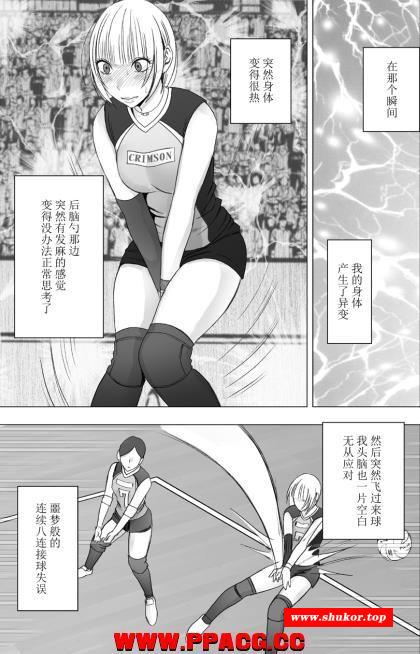 在那个瞬间
我的身体
产生了异变
突然身体
变得很热
后脑勺那边
突然有发麻的感觉
变得没办法正常思考了
CRIMSON
然后突然飞过来球
我头脑也一片空白
无从应对
噩梦般的
连续八连接球失误
7
www.shukor.top
WWW.PPACG.CC